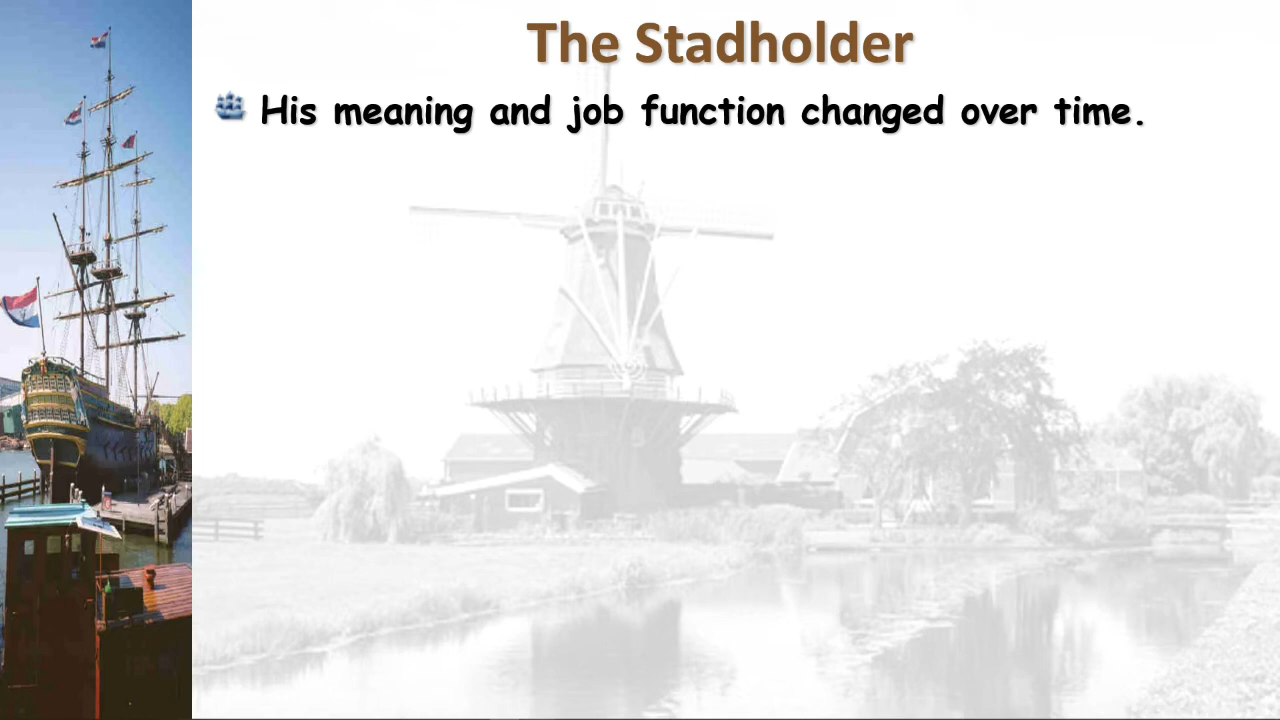 The Stadholder
His meaning and job function changed over time.